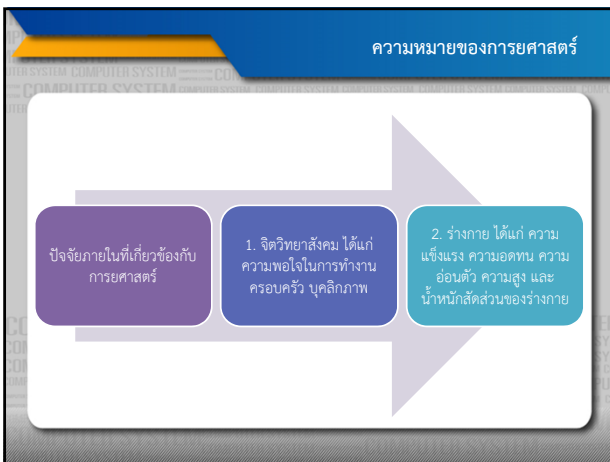 ความหมายของการยศาสตร์
ITER SYSTEM COMPUTER SYSTEM
COMPUTER SYSTEM
ปัจจัยภายในที่เกี่ยวข้องกับ
การยศาสตร์
1. จิตวิทยาสังคม ได้แก่
ความพอใจในการทำงาน
ครอบครัว บุคลิกภาพ
2. ร่างกาย ได้แก่ ความ
แข็งแรง ความอดทน ความ
อ่อนตัว ความสูง และ
น้ำหนักสัดส่วนของร่างกาย
COMPUTER SYSTEM